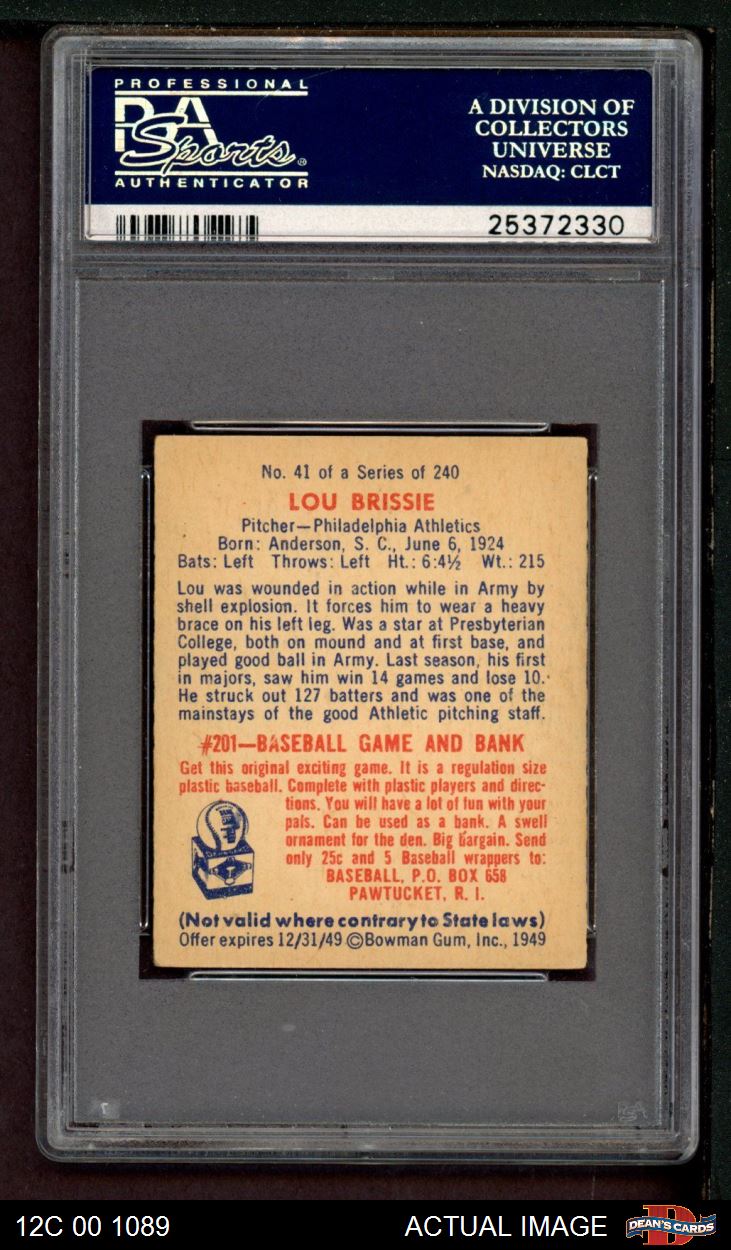 PROFESSIONAL
PSA
Sports
AUTHENTICATOR
A DIVISION OF
COLLECTORS
UNIVERSE
NASDAQ: CLCT
25372330
No. 41 of a Series of 240
LOU BRISSIE
Pitcher—Philadelphia Athletics
Born: Anderson, S. C., June 6, 1924
Bats: Left Throws: Left Ht.: 6:4½ Wt.: 215
Lou was wounded in action while in Army by
shell explosion. It forces him to wear a heavy
brace on his left leg. Was a star at Presbyterian
College, both on mound and at first base, and
played good ball in Army. Last season, his first
in majors, saw him win 14 games and lose 10.
He struck out 127 batters and was one of the
mainstays of the good Athletic pitching staff.
#201—BASEBALL GAME AND BANK
Get this original exciting game. It is a regulation size
plastic baseball. Complete with plastic players and direc-
tions. You will have a lot of fun with your
pals. Can be used as a bank. A swell
ornament for the den. Big bargain. Send
only 25c and 5 Baseball wrappers to:
BASEBALL, P.O. BOX 658
PAWTUCKET, R. I.
(Not valid where contrary to State laws)
Offer expires 12/31/49 ©Bowman Gum, Inc., 1949
PSA
12C 00 1089
ACTUAL IMAGE
DEAN'S CARDS